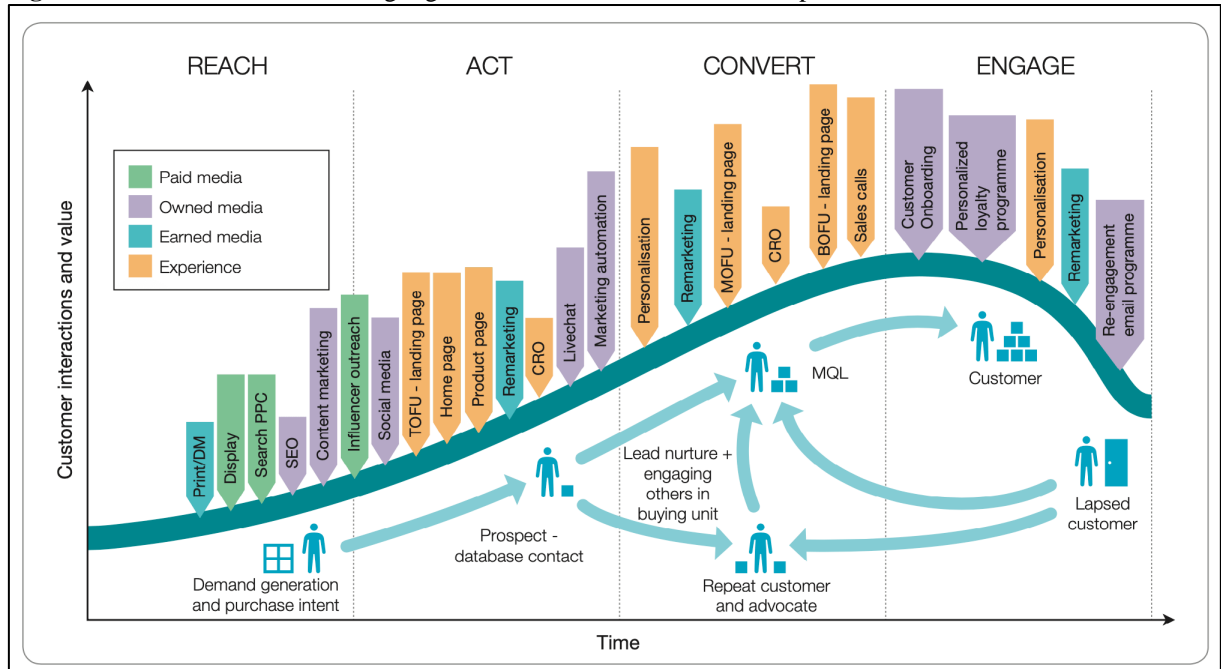 REACH
ACT
CONVERT
ENGAGE
Customer interactions and value
Paid media
Owned media
Earned media
Experience
Print/DM
Display
Search PPC
SEO
Content marketing
Influencer outreach
Social media
TOFU - landing page
Home page
Product page
Remarketing
CRO
Livechat
Marketing automation
Personalisation
Remarketing
MOFU - landing page
CRO
BOFU - landing page
Sales calls
Customer
Onboarding
Personalized
loyalty
programme
Personalisation
Remarketing
Re-engagement
email programme
Demand generation
and purchase intent
Prospect -
database contact
Lead nurture +
engaging
others in
buying unit
MQL
Customer
Repeat customer
and advocate
Lapsed
customer
Time